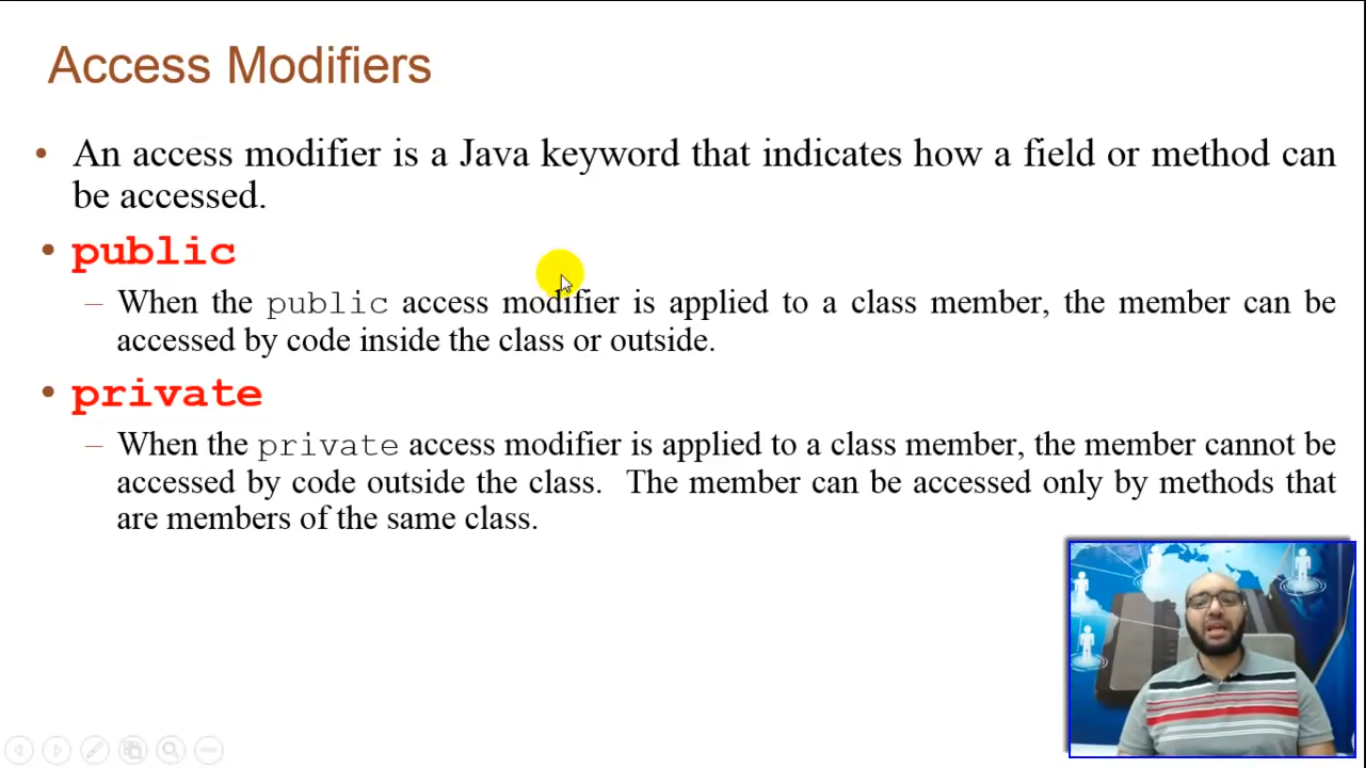 Access Modifiers
• An access modifier is a Java keyword that indicates how a field or method can
be accessed.
• public
– When the public access modifier is applied to a class member, the member can be
accessed by code inside the class or outside.
• private
– When the private access modifier is applied to a class member, the member cannot be
accessed by code outside the class.  The member can be accessed only by methods that
are members of the same class.